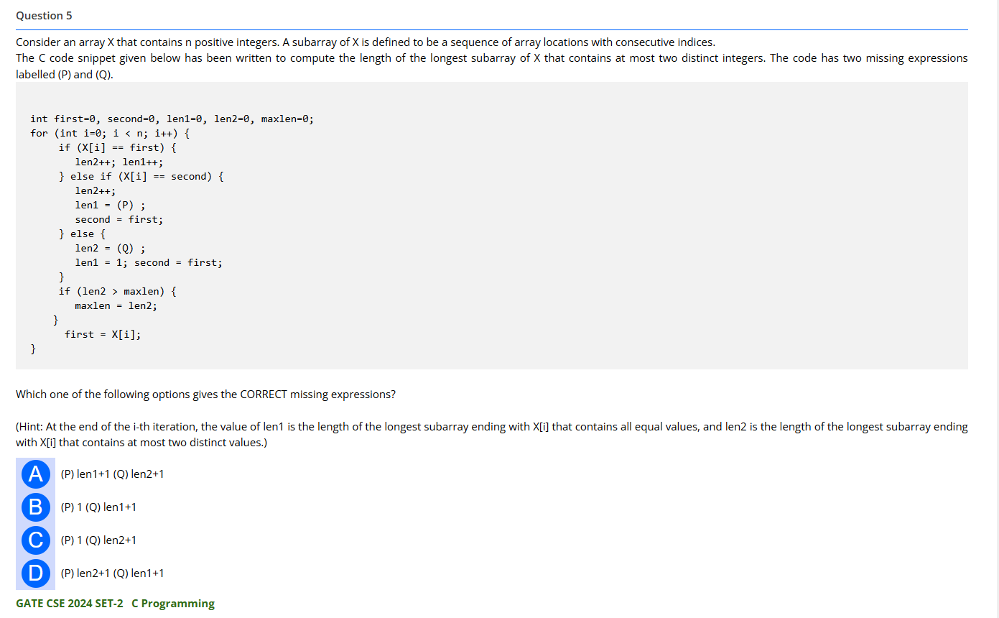 Question 5
Consider an array X that contains n positive integers. A subarray of X is defined to be a sequence of array locations with consecutive indices.
The C code snippet given below has been written to compute the length of the longest subarray of X that contains at most two distinct integers. The code has two missing expressions
labelled (P) and (Q).
int first=0, second=0, len1=0, len2=0, maxlen=0;
for (int i=0; i < n; i++) {
if (X[i] == first) {
len2++; len1++;
} else if (X[i] == second) {
len2++;
len1 = (P) ;
second = first;
} else {
len2 = (Q) ;
len1 = 1; second = first;
}
if (len2 > maxlen) {
maxlen = len2;
}
first = X[i];
}
Which one of the following options gives the CORRECT missing expressions?
(Hint: At the end of the i-th iteration, the value of len1 is the length of the longest subarray ending with X[i] that contains all equal values, and len2 is the length of the longest subarray ending
with X[i] that contains at most two distinct values.)
A (P) len1+1 (Q) len2+1
B (P) 1 (Q) len1+1
C (P) 1 (Q) len2+1
D (P) len2+1 (Q) len1+1
GATE CSE 2024 SET-2 C Programming